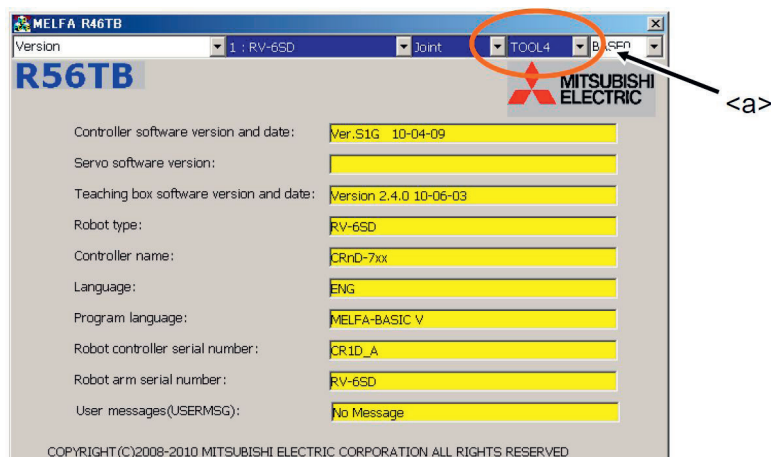 MELFA R46TB
Version 1 : RV-6SD Joint TOOL4 BASE0
R56TB
MITSUBISHI
ELECTRIC
<a>
Controller software version and date: Ver.S1G 10-04-09
Servo software version:
Teaching box software version and date: Version 2.4.0 10-06-03
Robot type: RV-6SD
Controller name: CRnD-7xx
Language: ENG
Program language: MELFA-BASIC V
Robot controller serial number: CR1D_A
Robot arm serial number: RV-6SD
User messages(USERMSG): No Message
COPYRIGHT(C)2008-2010 MITSUBISHI ELECTRIC CORPORATION ALL RIGHTS RESERVED